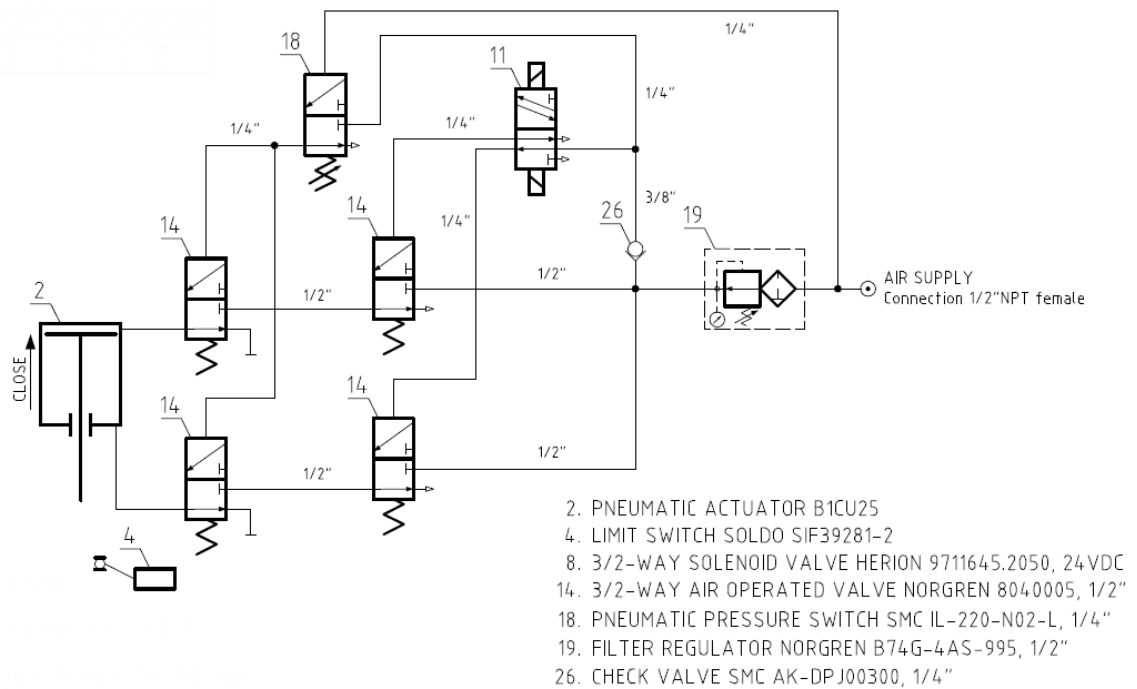 1/4"
18
11
1/4"
1/4"
1/4"
3/8"
14
14
1/4"
26
19
2
1/2"
1/2"
AIR SUPPLY
Connection 1/2"NPT female
CLOSE
14
14
1/2"
1/2"
4
2. PNEUMATIC ACTUATOR B1CU25
4. LIMIT SWITCH SOLDO SIF39281-2
8. 3/2-WAY SOLENOID VALVE HERION 9711645.2050, 24VDC
14. 3/2-WAY AIR OPERATED VALVE NORGREN 8040005, 1/2"
18. PNEUMATIC PRESSURE SWITCH SMC IL-220-N02-L, 1/4"
19. FILTER REGULATOR NORGREN B74G-4AS-995, 1/2"
26. CHECK VALVE SMC AK-DPJ00300, 1/4"